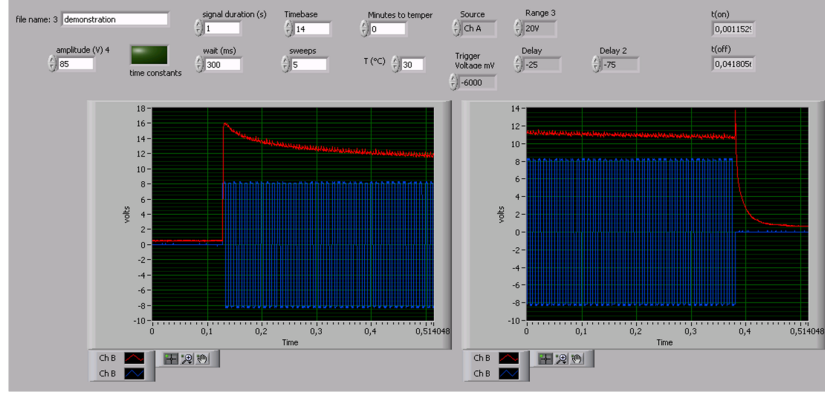 file name: 3 demonstration
signal duration (s) 1
Timebase 14
Minutes to temper 0
Source Ch A
Range 3 20V
t(on) 0,001152
amplitude (V) 4 85
time constants
wait (ms) 300
sweeps 5
T (°C) 30
Trigger Voltage mV -6000
Delay -25
Delay 2 -75
t(off) 0,041805
18
16
14
12
10
8
6
4
2
0
-2
-4
-6
-8
-10
volts
0 0,1 0,2 0,3 0,4 0,514048
Time
Ch B
Ch B
14
12
10
8
6
4
2
0
-2
-4
-6
-8
-10
volts
0 0,1 0,2 0,3 0,4 0,514048
Time
Ch B
Ch B